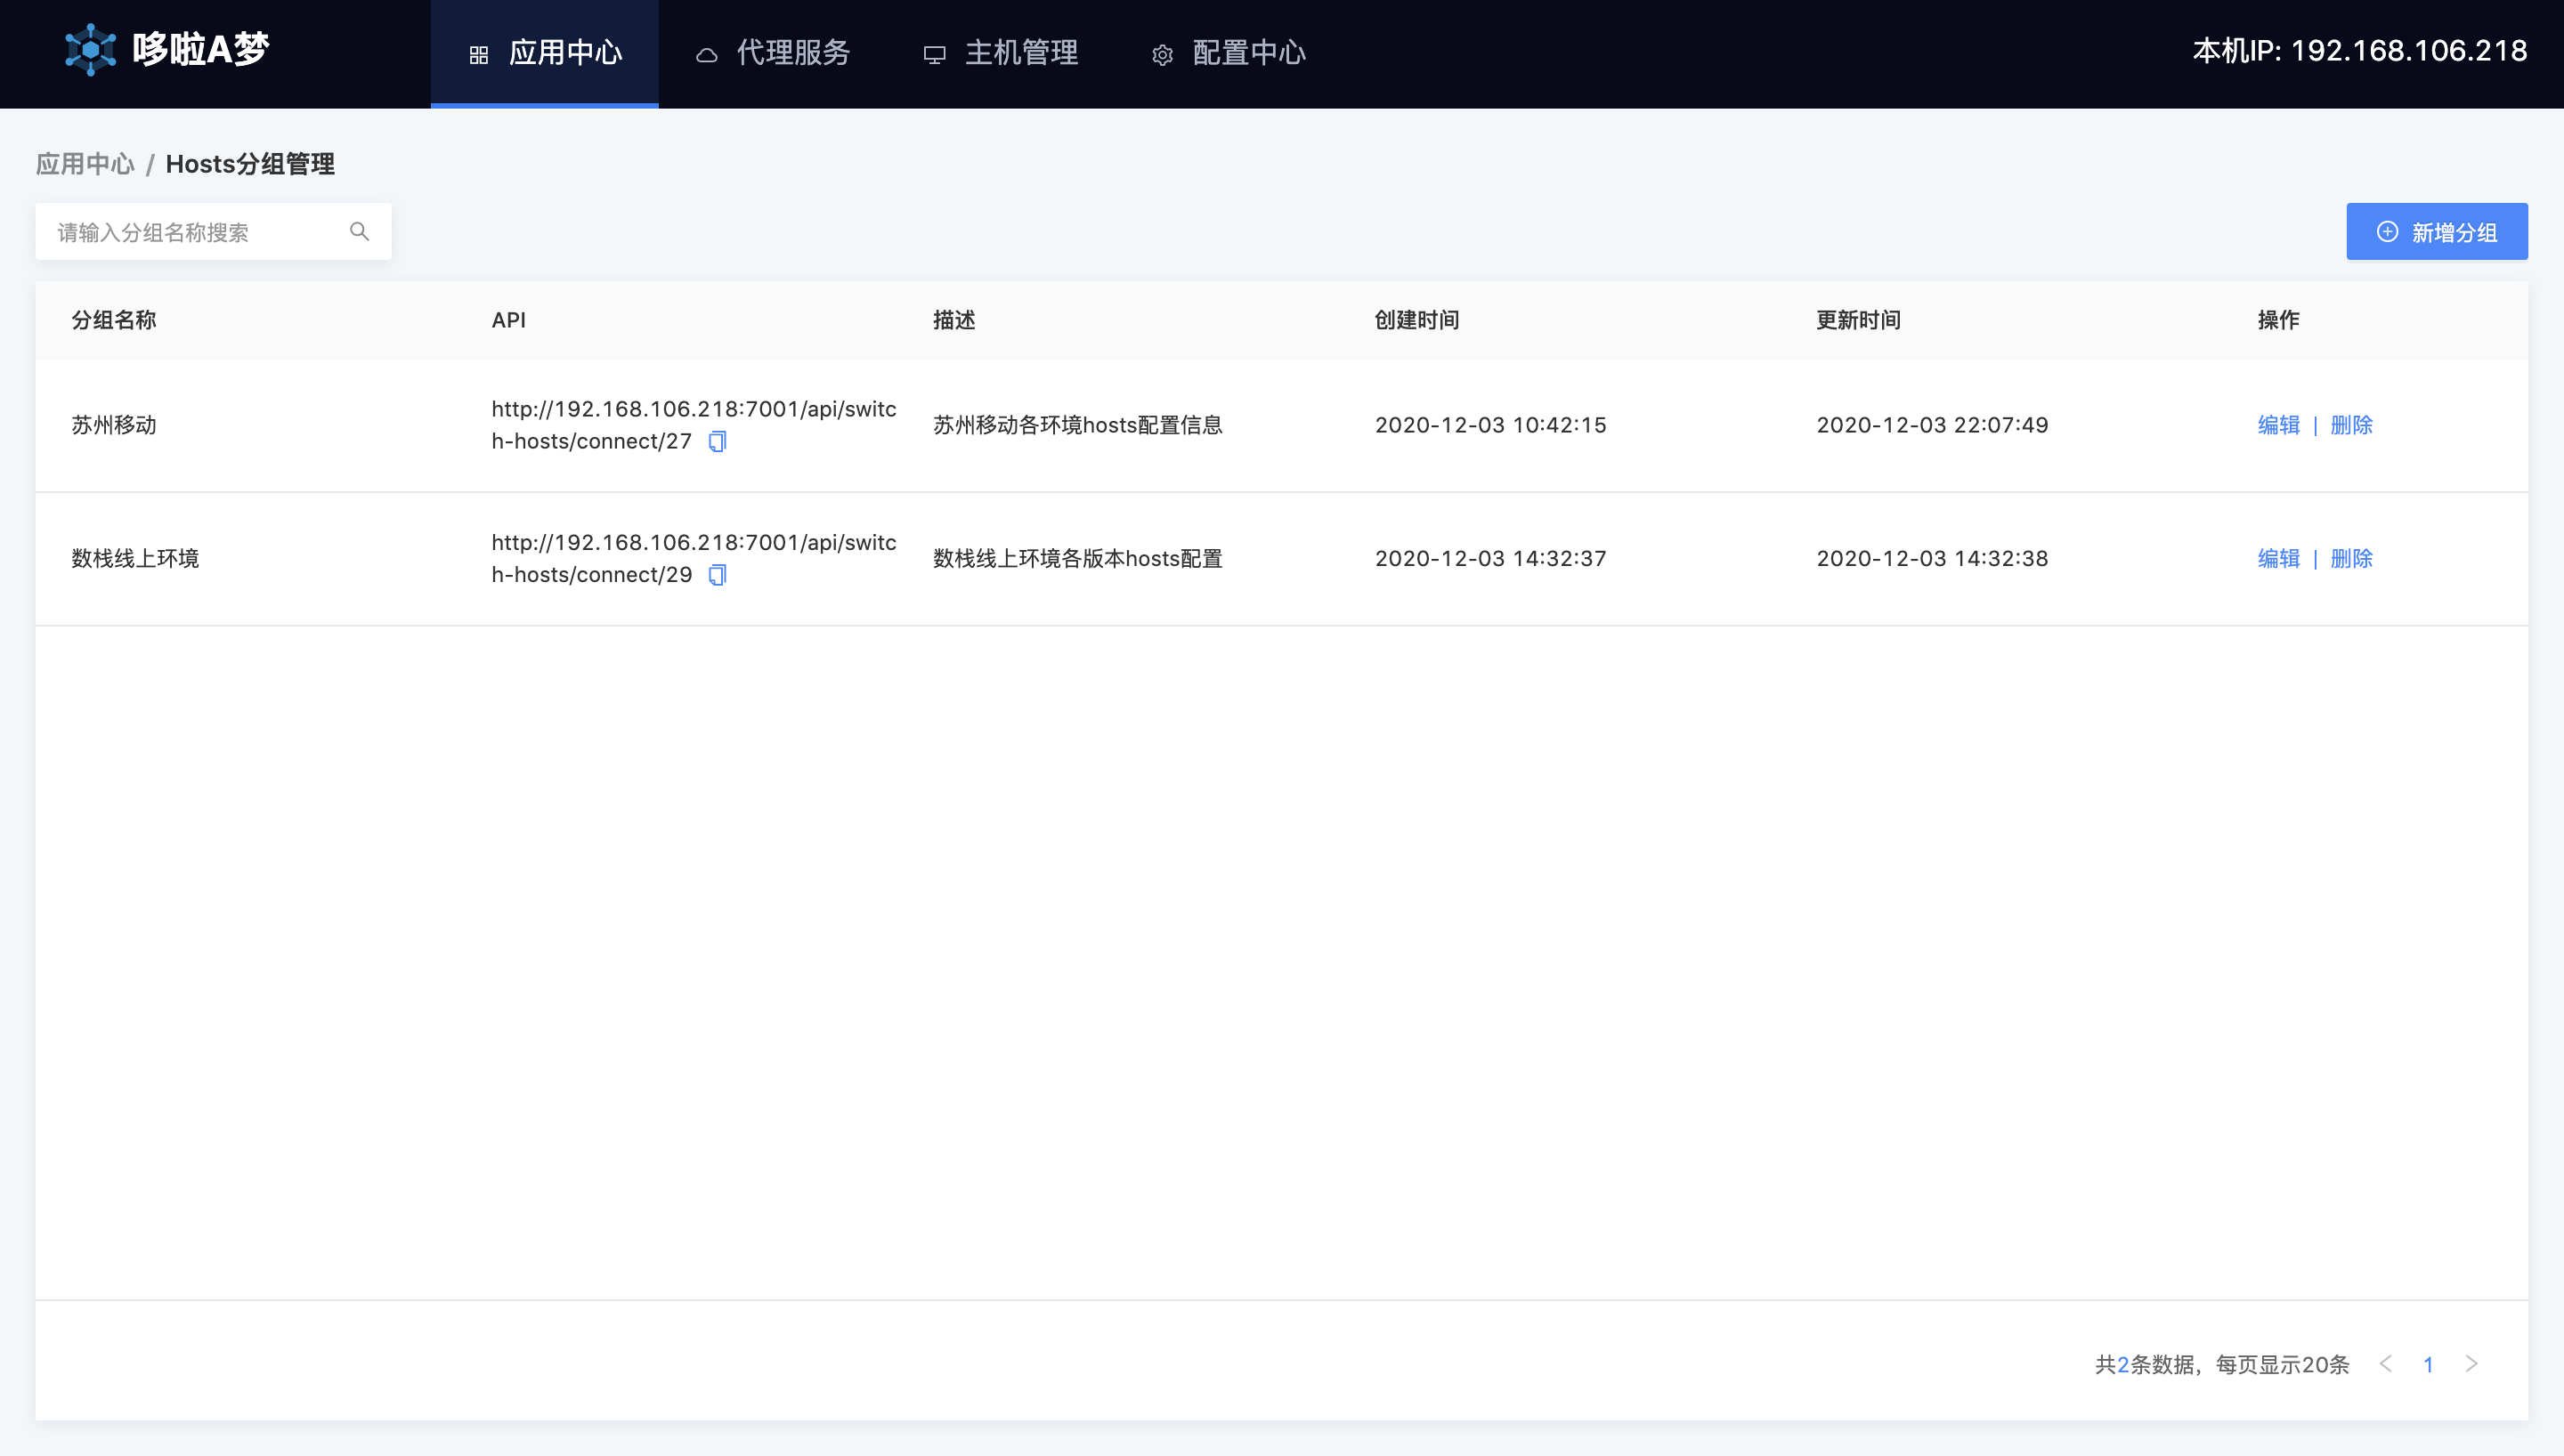 哆啦A梦 应用中心 代理服务 主机管理 配置中心 本机IP: 192.168.106.218
应用中心 / Hosts分组管理
请输入分组名称搜索 新增分组
分组名称 API 描述 创建时间 更新时间 操作
苏州移动 http://192.168.106.218:7001/api/switc 苏州移动各环境hosts配置信息 2020-12-03 10:42:15 2020-12-03 22:07:49 编辑 | 删除
h-hosts/connect/27
数栈线上环境 http://192.168.106.218:7001/api/switc 数栈线上环境各版本hosts配置 2020-12-03 14:32:37 2020-12-03 14:32:38 编辑 | 删除
h-hosts/connect/29
共2条数据，每页显示20条 < 1 >